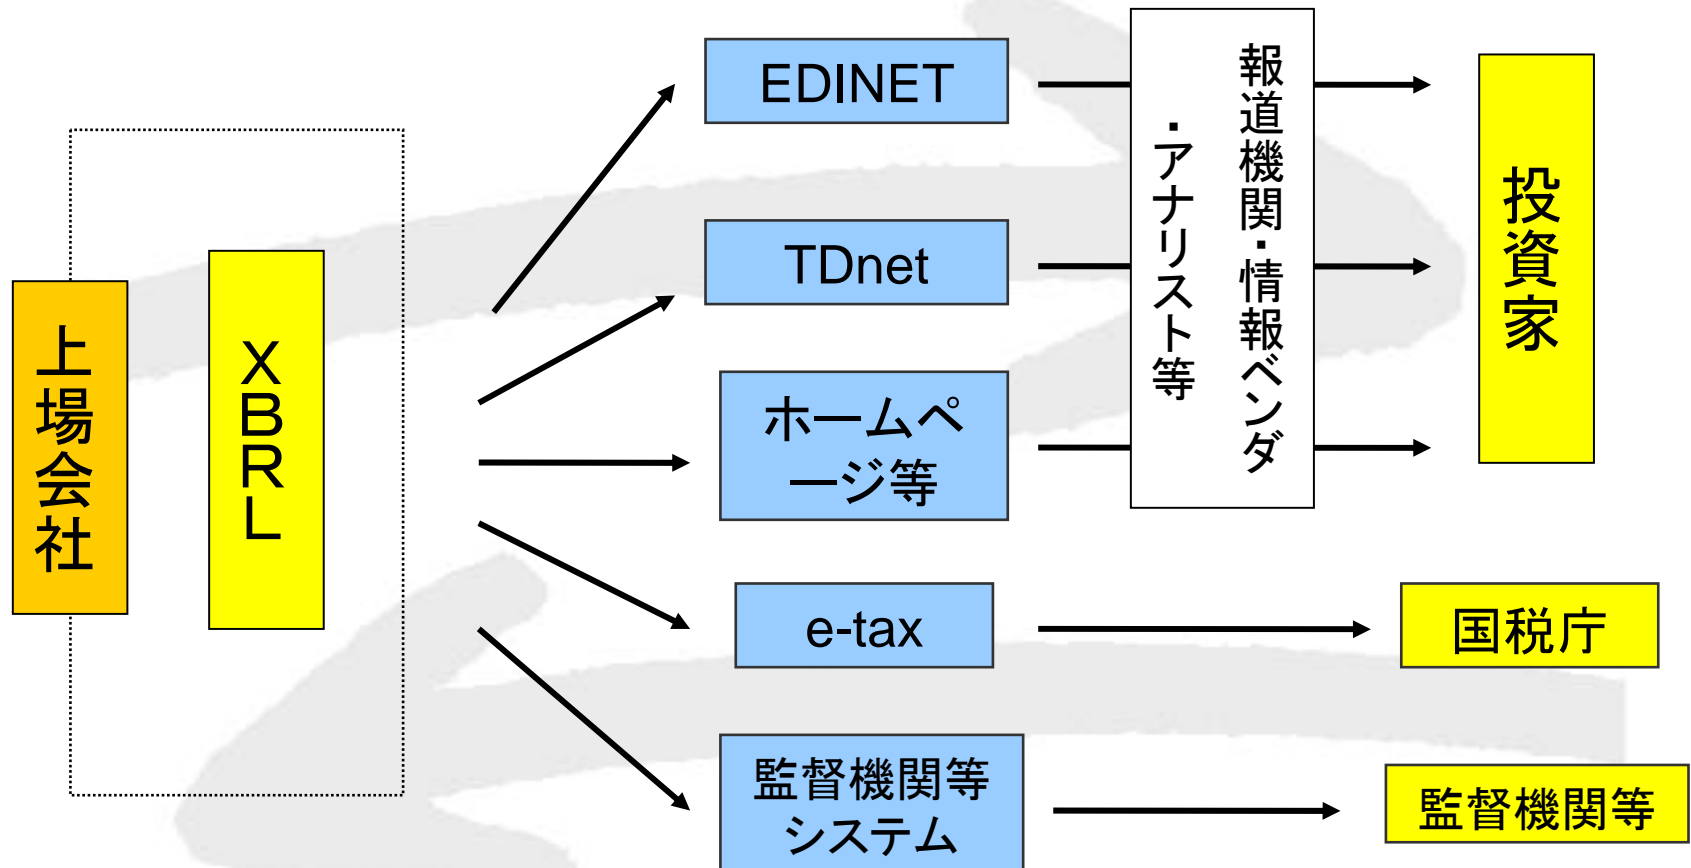 上場会社
ＸＢＲＬ
EDINET
TDnet
ホームペ
ージ等
e-tax
監督機関等
システム
報道機関・情報ベンダ
・アナリスト等
投資家
国税庁
監督機関等